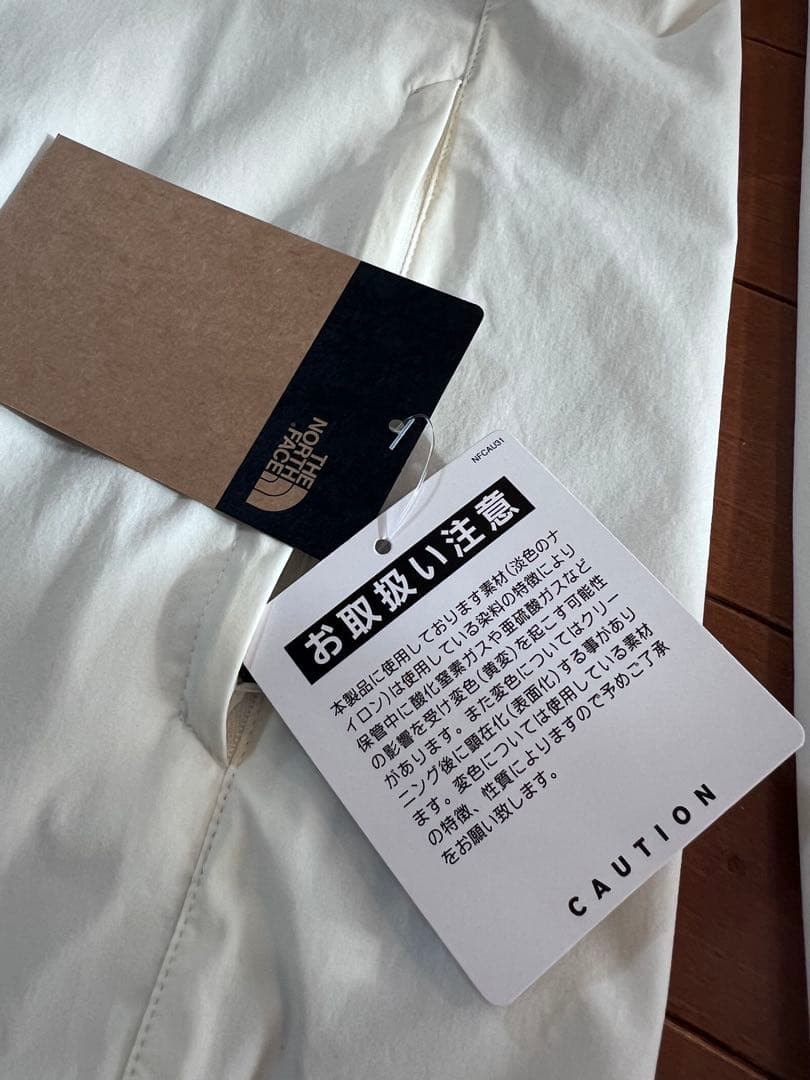 THE
NORTH
FACE
NFCAU31
お取扱い注意
本製品に使用しております素材(淡色のナ
イロン)は使用している染料の特徴により
保管中に酸化窒素ガスや亜硫酸ガスなど
の影響を受け変色(黄変)を起こす可能性
があります。また変色についてはクリー
ニング後に顕在化(表面化)する事があり
ます。変色については使用している素材
の特徴、性質によりますので予めご了承
をお願い致します。
CAUTION